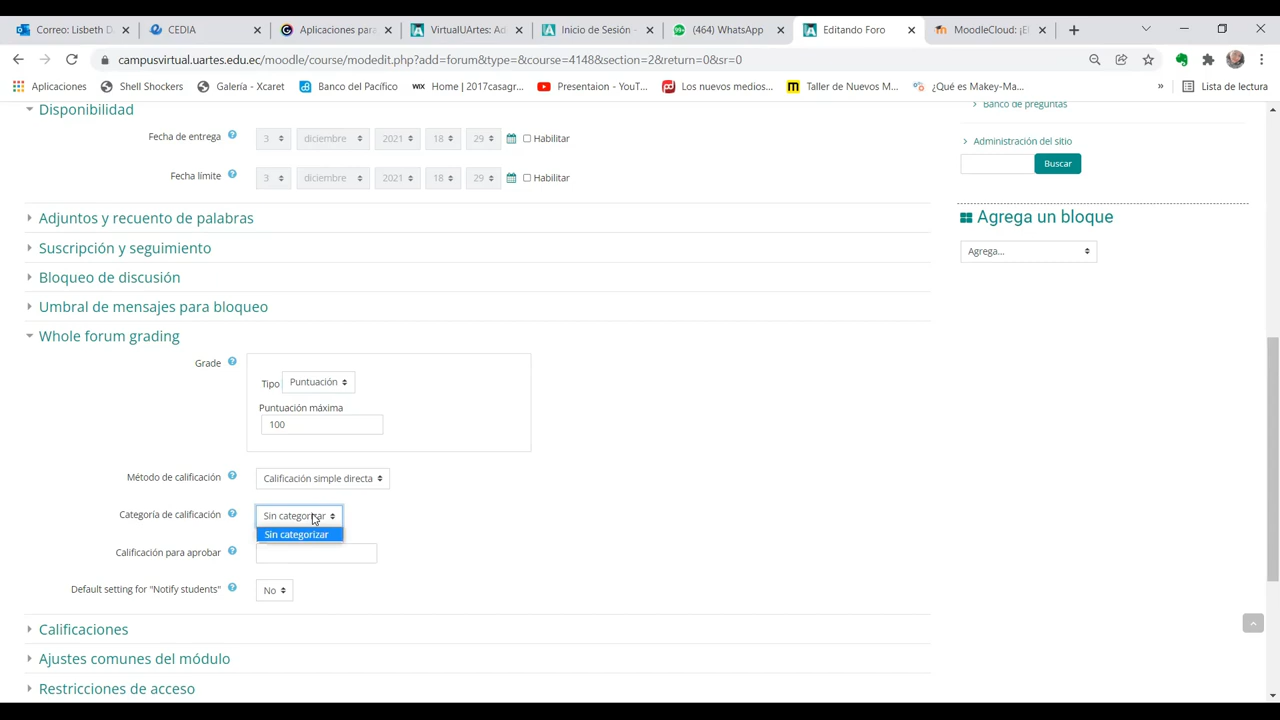 Correo: Lisbeth D
CEDIA
Aplicaciones para
VirtualUArtes: Ad
Inicio de Sesión
(464) WhatsApp
Editando Foro
MoodleCloud: ¡El
campusvirtual.uartes.edu.ec/moodle/course/modedit.php?add=forum&type=&course=4148&section=2&return=0&sr=0
Aplicaciones
Shell Shockers
Galería - Xcaret
Banco del Pacífico
WIX
Home | 2017casagr...
Presentaion - YouT...
Los nuevos medios...
Taller de Nuevos M...
¿Qué es Makey-Ma...
»
Lista de lectura
Disponibilidad
Fecha de entrega
3
diciembre
2021
18
29
Habilitar
Fecha límite
3
diciembre
2021
18
29
Habilitar
Adjuntos y recuento de palabras
Suscripción y seguimiento
Bloqueo de discusión
Umbral de mensajes para bloqueo
Whole forum grading
Grade
Tipo
Puntuación
Puntuación máxima
100
Método de calificación
Calificación simple directa
Categoría de calificación
Sin categorizar
Sin categorizar
Calificación para aprobar
Default setting for "Notify students"
No
Calificaciones
Ajustes comunes del módulo
Restricciones de acceso
Banco de preguntas
Administración del sitio
Buscar
Agrega un bloque
Agrega...